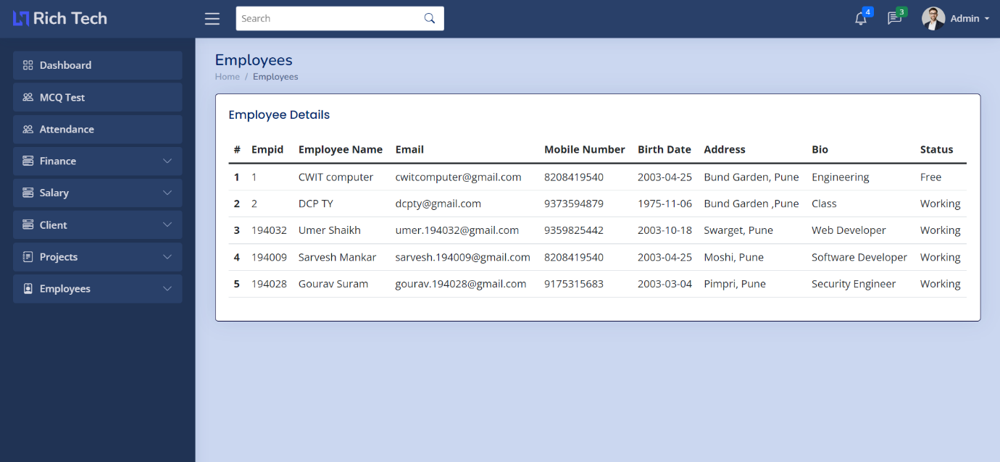 Rich Tech
Search
4
3
Admin
Dashboard
MCQ Test
Attendance
Finance
Salary
Client
Projects
Employees
Employees
Home / Employees
Employee Details
# Empid Employee Name Email Mobile Number Birth Date Address Bio Status
1 1 CWIT computer cwitcomputer@gmail.com 8208419540 2003-04-25 Bund Garden, Pune Engineering Free
2 2 DCP TY dcpty@gmail.com 9373594879 1975-11-06 Bund Garden ,Pune Class Working
3 194032 Umer Shaikh umer.194032@gmail.com 9359825442 2003-10-18 Swarget, Pune Web Developer Working
4 194009 Sarvesh Mankar sarvesh.194009@gmail.com 8208419540 2003-04-25 Moshi, Pune Software Developer Working
5 194028 Gourav Suram gourav.194028@gmail.com 9175315683 2003-03-04 Pimpri, Pune Security Engineer Working